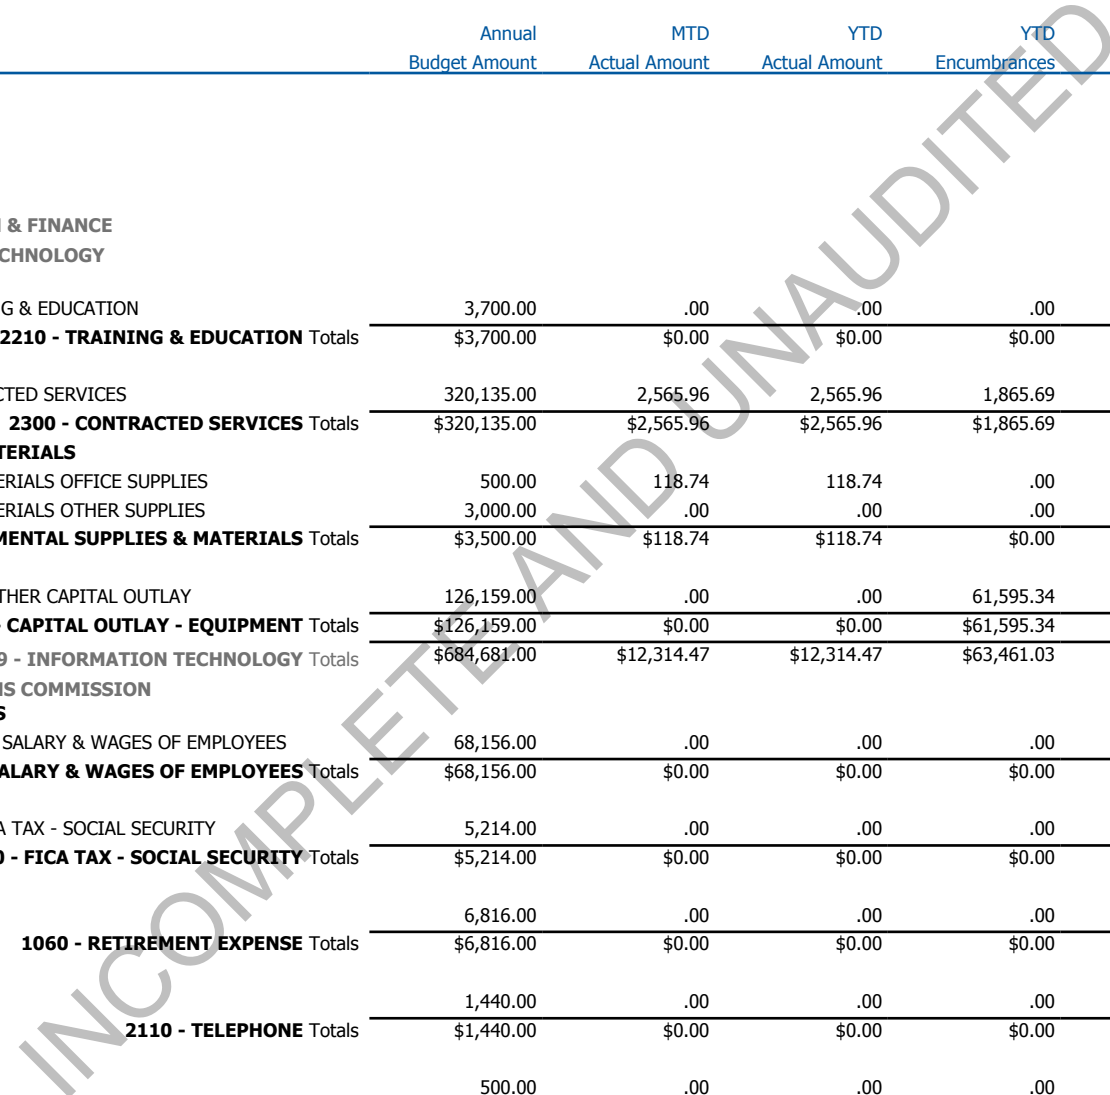 Annual MTD YTD YTD
Budget Amount Actual Amount Actual Amount Encumbrances
& FINANCE
CHNOLOGY
G & EDUCATION 3,700.00 .00 .00 .00
2210 - TRAINING & EDUCATION Totals $3,700.00 $0.00 $0.00 $0.00
CTED SERVICES 320,135.00 2,565.96 2,565.96 1,865.69
2300 - CONTRACTED SERVICES Totals $320,135.00 $2,565.96 $2,565.96 $1,865.69
TERIALS
ERIALS OFFICE SUPPLIES 500.00 118.74 118.74 .00
ERIALS OTHER SUPPLIES 3,000.00 .00 .00 .00
MENTAL SUPPLIES & MATERIALS Totals $3,500.00 $118.74 $118.74 $0.00
THER CAPITAL OUTLAY 126,159.00 .00 .00 61,595.34
CAPITAL OUTLAY - EQUIPMENT Totals $126,159.00 $0.00 $0.00 $61,595.34
9 - INFORMATION TECHNOLOGY Totals $684,681.00 $12,314.47 $12,314.47 $63,461.03
NS COMMISSION
S
SALARY & WAGES OF EMPLOYEES 68,156.00 .00 .00 .00
SALARY & WAGES OF EMPLOYEES Totals $68,156.00 $0.00 $0.00 $0.00
A TAX - SOCIAL SECURITY 5,214.00 .00 .00 .00
0 - FICA TAX - SOCIAL SECURITY Totals $5,214.00 $0.00 $0.00 $0.00
6,816.00 .00 .00 .00
1060 - RETIREMENT EXPENSE Totals $6,816.00 $0.00 $0.00 $0.00
1,440.00 .00 .00 .00
2110 - TELEPHONE Totals $1,440.00 $0.00 $0.00 $0.00
500.00 .00 .00 .00
INCOMPLETE AND UNAUDITED